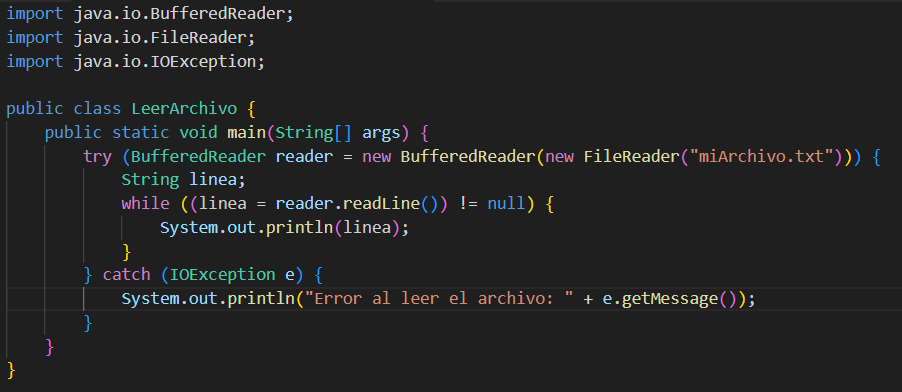 import java.io.BufferedReader;
import java.io.FileReader;
import java.io.IOException;
public class LeerArchivo {
public static void main(String[] args) {
try (BufferedReader reader = new BufferedReader(new FileReader("miArchivo.txt"))) {
String linea;
while ((linea = reader.readLine()) != null) {
System.out.println(linea);
}
} catch (IOException e) {
System.out.println("Error al leer el archivo: " + e.getMessage());
}
}
}